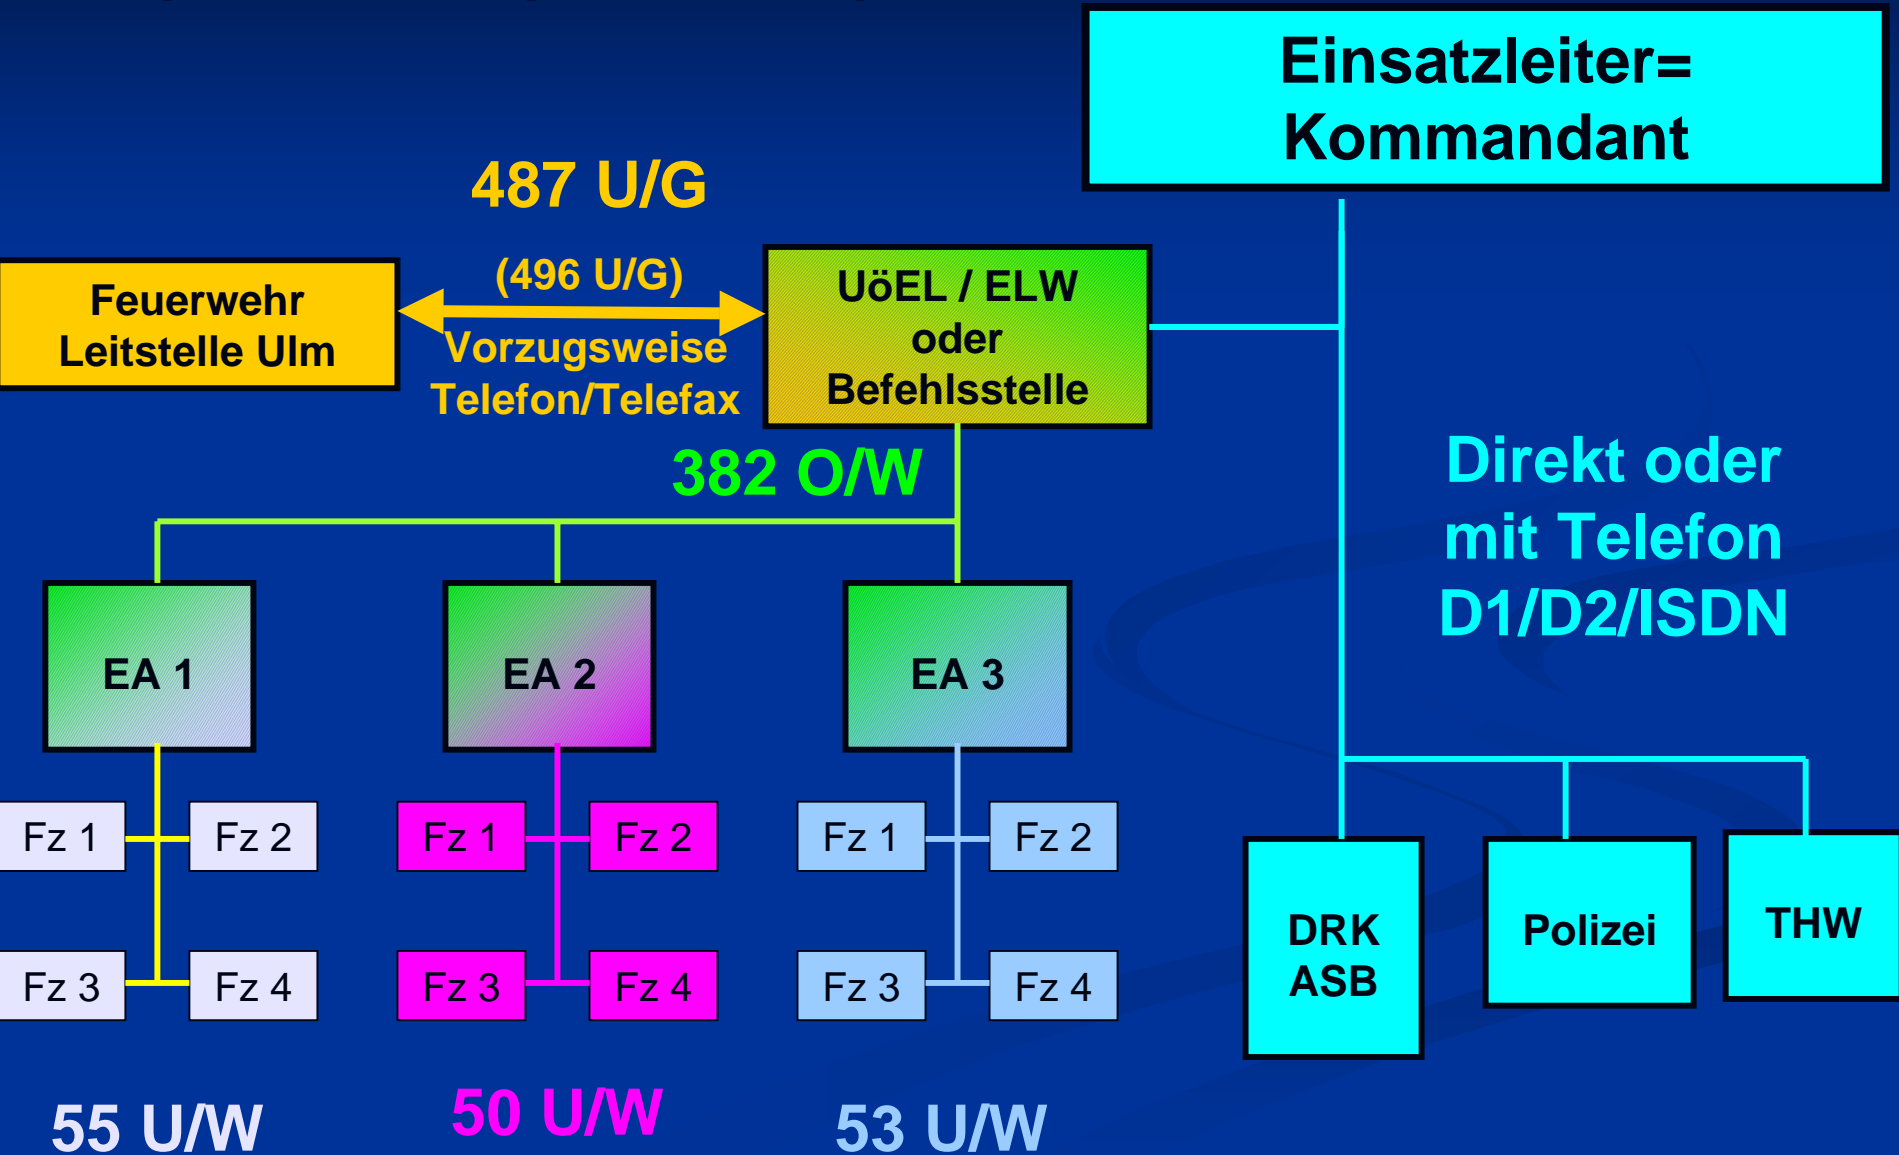 Einsatzleiter=
Kommandant
487 U/G
(496 U/G)
Vorzugsweise
Telefon/Telefax
Feuerwehr
Leitstelle Ulm
UöEL / ELW
oder
Befehlsstelle
382 O/W
Direkt oder
mit Telefon
D1/D2/ISDN
EA 1
EA 2
EA 3
Fz 1
Fz 2
Fz 3
Fz 4
Fz 1
Fz 2
Fz 3
Fz 4
Fz 1
Fz 2
Fz 3
Fz 4
DRK
ASB
Polizei
THW
55 U/W
50 U/W
53 U/W